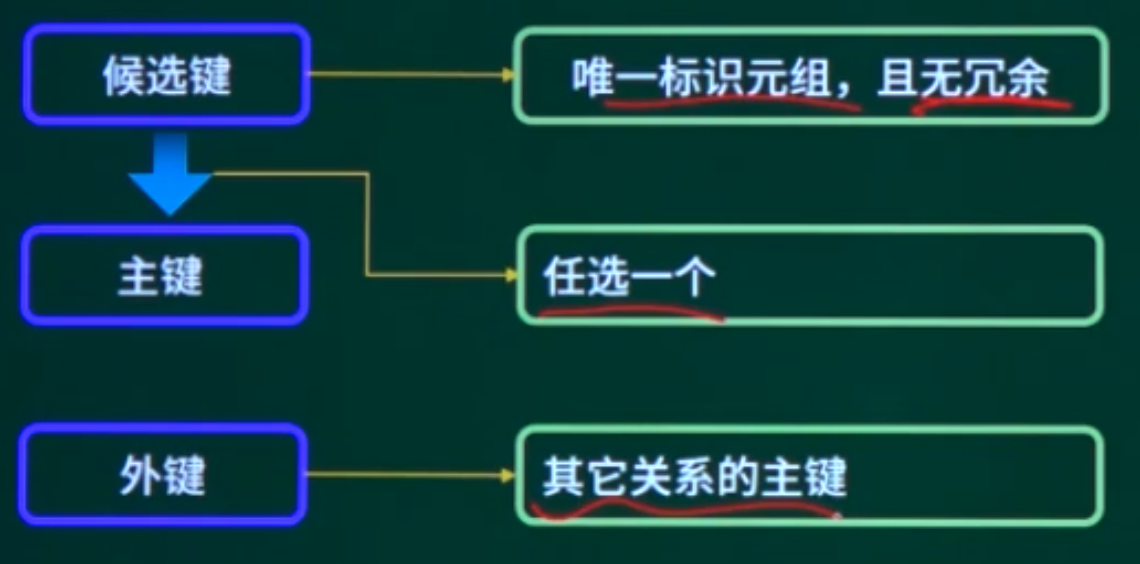 候选键
唯一标识元组，且无冗余
主键
任选一个
外键
其它关系的主键